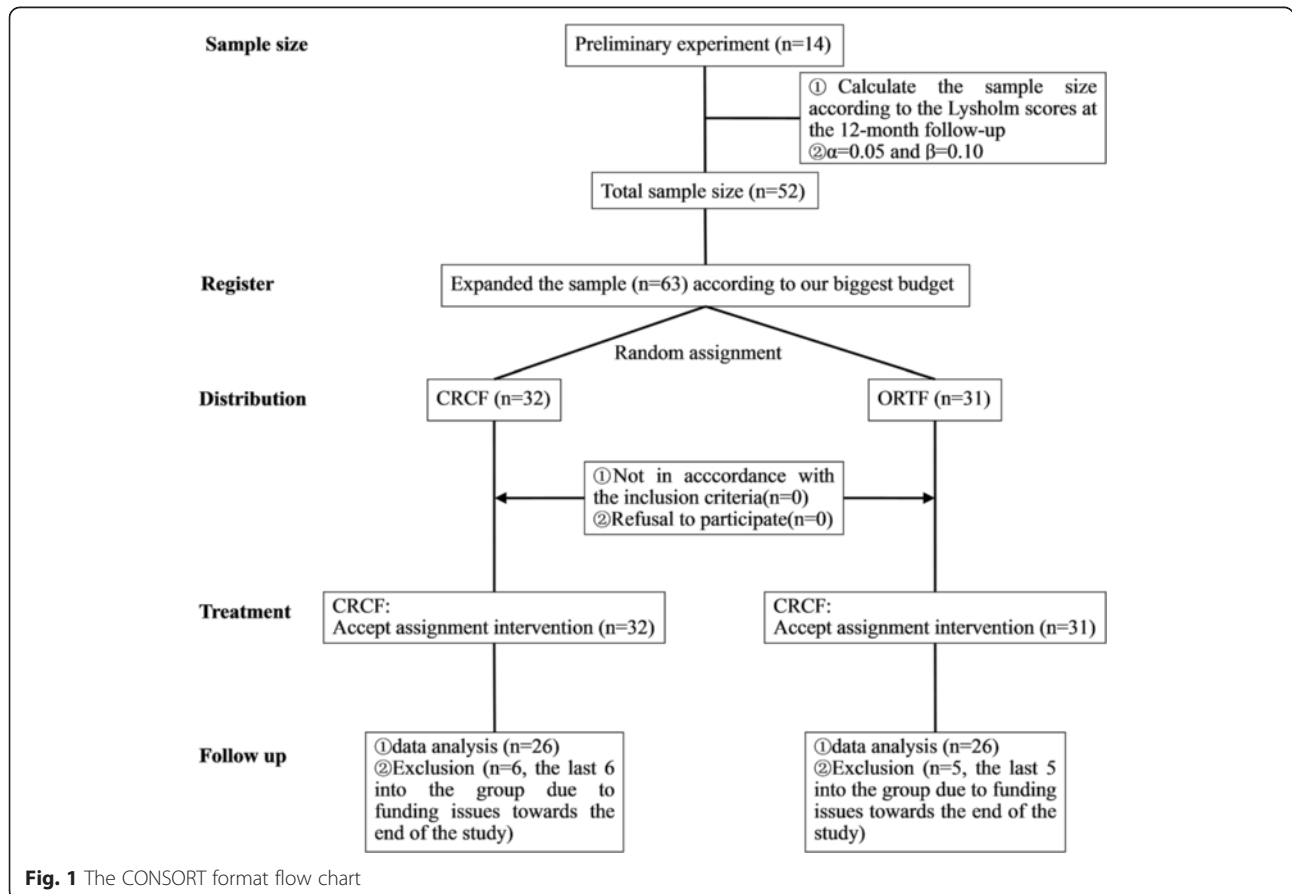 Sample size
Preliminary experiment (n=14)
① Calculate the sample size
according to the Lysholm scores at
the 12-month follow-up
②α=0.05 and β=0.10
Total sample size (n=52)
Register
Expanded the sample (n=63) according to our biggest budget
Random assignment
Distribution
CRCF (n=32)
ORTF (n=31)
①Not in acccordance with
the inclusion criteria(n=0)
②Refusal to participate(n=0)
Treatment
CRCF:
Accept assignment intervention (n=32)
CRCF:
Accept assignment intervention (n=31)
Follow up
①data analysis (n=26)
②Exclusion (n=6, the last 6
into the group due to
funding issues towards the
end of the study)
①data analysis (n=26)
②Exclusion (n=5, the last 5
into the group due to funding
issues towards the end of the
study)
Fig. 1 The CONSORT format flow chart